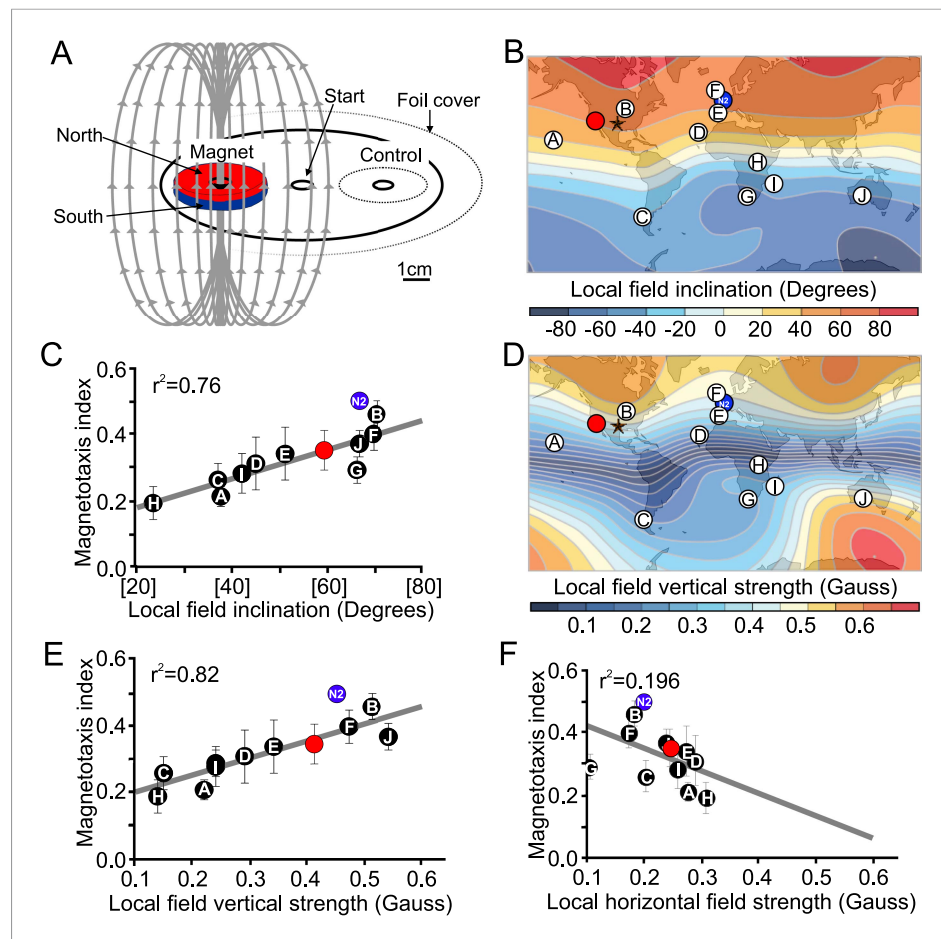 A
Start
Foil cover
North
Magnet
Control
South
1cm
B
F
N2
B
E
A
D
H
I
G
J
C
Local field inclination (Degrees)
-80 -60 -40 -20 0 20 40 60 80
C
0.6
r²=0.76
N2
B
0.4
F
J
E
D
G
C
I
0.2
H
A
0.0
[20] [40] [60] [80]
Magnetotaxis index
Local field inclination (Degrees)
D
F
N2
B
E
A
D
H
I
G
J
C
Local field vertical strength (Gauss)
0.1 0.2 0.3 0.4 0.5 0.6
E
0.6
r²=0.82
N2
B
0.4
F
J
E
D
I
C
0.2
A
H
0.0
0.1 0.2 0.3 0.4 0.5 0.6
Magnetotaxis index
Local field vertical strength (Gauss)
F
0.6
r²=0.196
N2
B
0.4
F
E
D
G
I
C
0.2
A
H
0.0
0.1 0.2 0.3 0.4 0.5 0.6
Magnetotaxis index
Local horizontal field strength (Gauss)